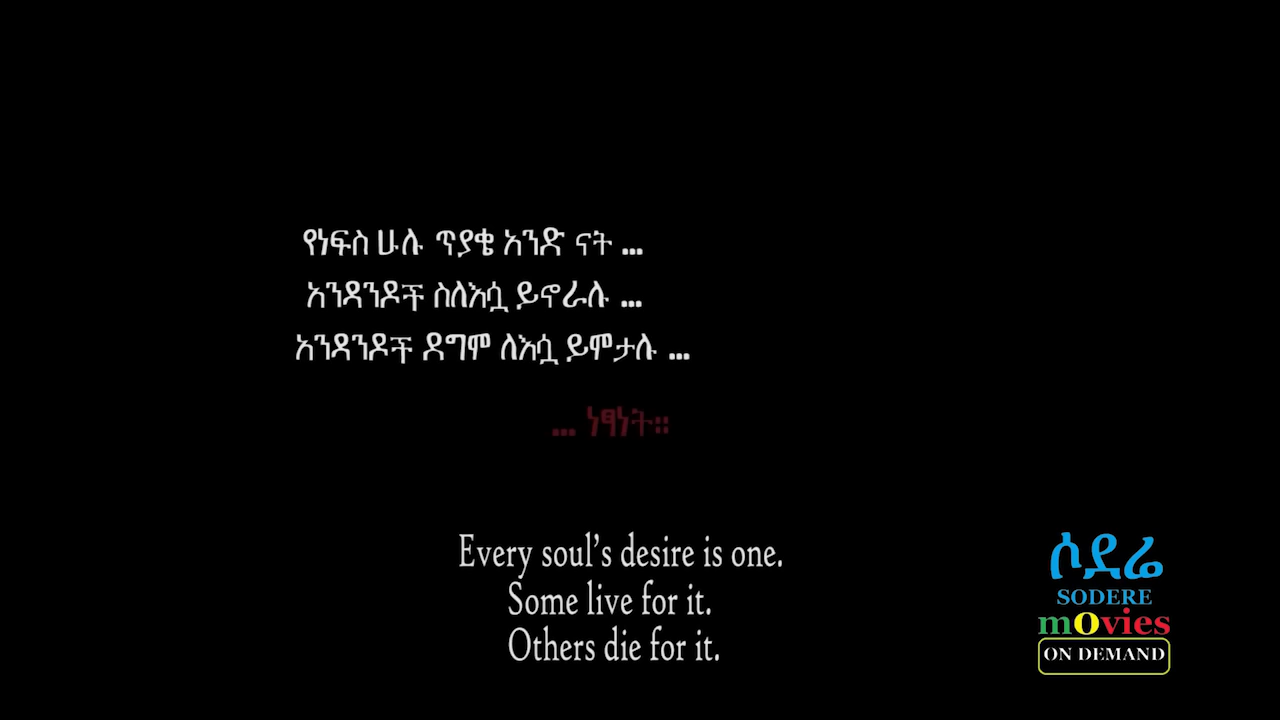 የነፍስ ሁሉ ጥያቄ አንድ ናት ...
አንዳንዶች ስለእሷ ይኖራሉ ...
አንዳንዶች ደግሞ ለእሷ ይሞታሉ ...
... ነፃነት።
Every soul’s desire is one.
Some live for it.
Others die for it.
ሶደሬ
SODERE
mOvies
ON DEMAND